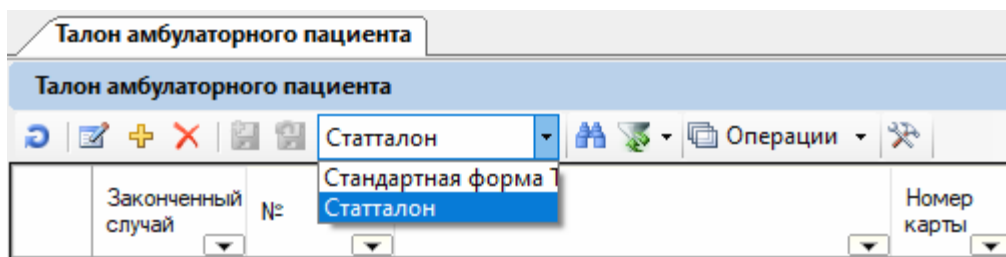 Талон амбулаторного пациента
Талон амбулаторного пациента
Статталон Операции
Стандартная форма Т
Статталон
Законченный случай
№
Номер карты